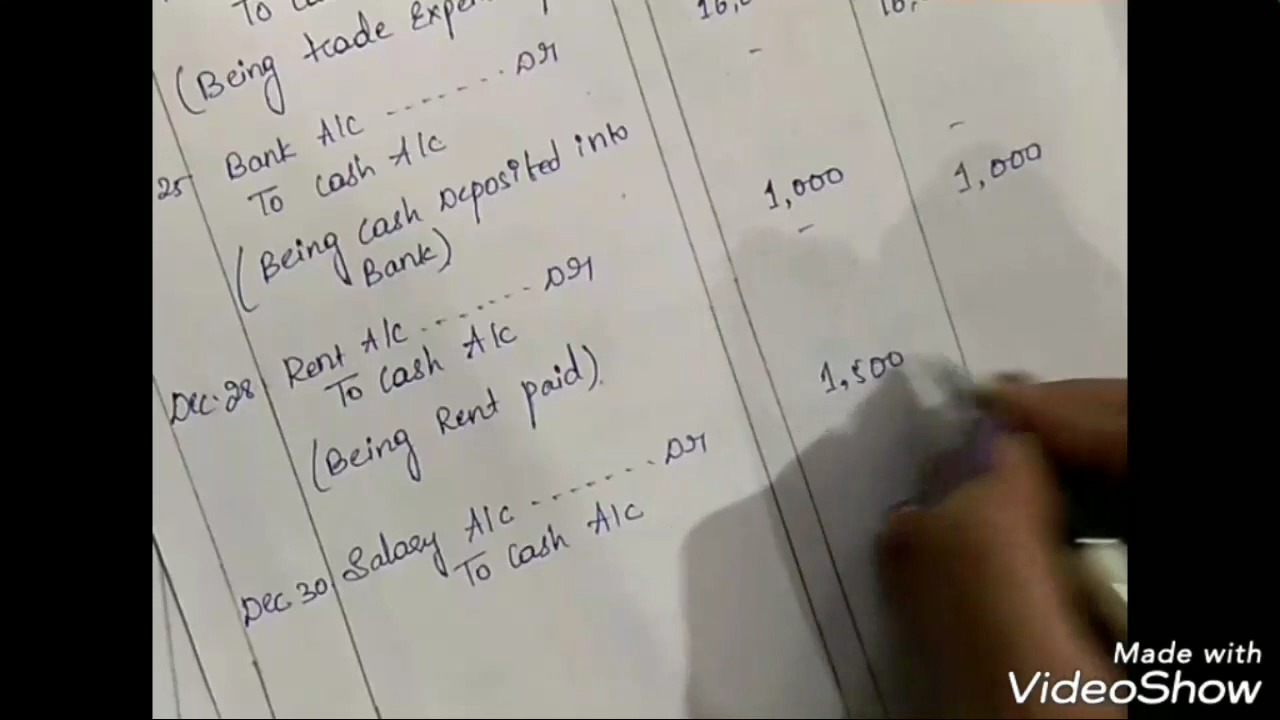 To
(Being trade
Bank A/c ....... Dr
25 To cash A/c
(Being cash Deposited into
Bank)
1,000 1,000
Rent A/c ....... Dr
Dec. 28 To cash A/c
(Being Rent paid).
1,500
Salary A/c ....... Dr
Dec. 30 To cash A/c
Made with
VideoShow